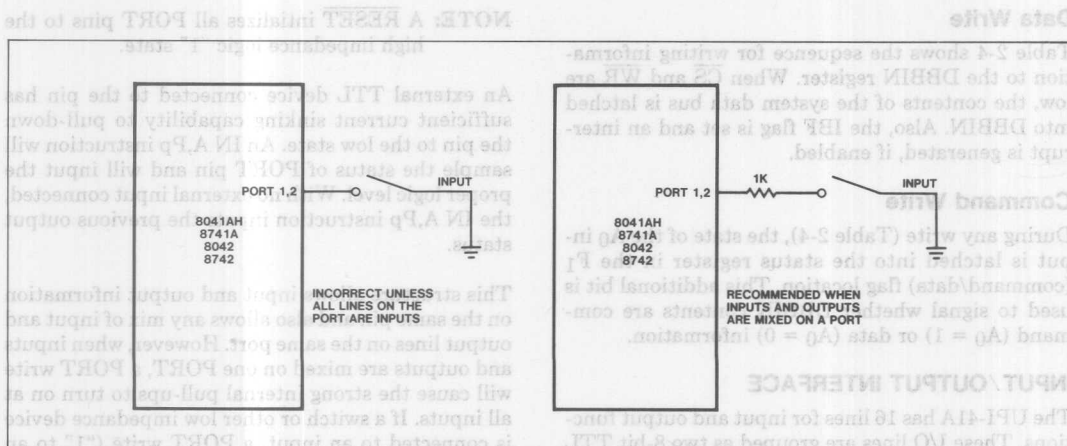 PORT 1,2
INPUT
8041AH
8741A
8042
8742
INCORRECT UNLESS
ALL LINES ON THE
PORT ARE INPUTS
PORT 1,2
1K
INPUT
8041AH
8741A
8042
8742
RECOMMENDED WHEN
INPUTS AND OUTPUTS
ARE MIXED ON A PORT
Data Write
Table 2-4 shows the sequence for writing informa-
tion to the DBBIN register. When CS and WR are
low, the contents of the system data bus is latched
into DBBIN. Also, the IBF flag is set and an inter-
rupt is generated, if enabled.
Command Write
During any write (Table 2-4), the state of the A0 in-
put is latched into the status register in the F1
(command/data) flag location. This additional bit is
used to signal whether contents are com-
mand (A0 = 1) or data (A0 = 0) information.
INPUT/OUTPUT INTERFACE
The UPI-41A has 16 lines for input and output func-
tions. These I/O lines are grouped as two 8-bit TTL
NOTE: A RESET intializes all PORT pins to the
high impedance logic "1" state.
An external TTL device connected to the pin has
sufficient current sinking capability to pull-down
the pin to the low state. An IN A,Pp instruction will
sample the status of PORT pin and will input the
proper logic level. With no external input connected,
the IN A,Pp instruction inputs the previous output
status.
This input and output information
on the same also allows any mix of input and
output lines on the same port. However, when inputs
and outputs are mixed on one PORT, a PORT write
will cause the strong internal pull-ups to turn on at
all inputs. If a switch or other low impedance device
is connected to an input, a PORT write ("1" to an